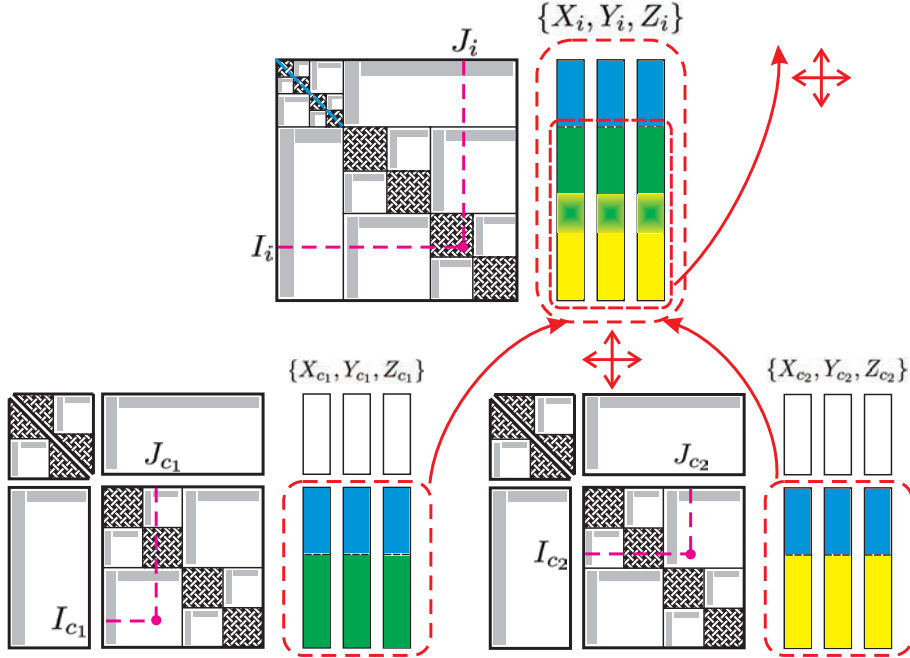 {X_i, Y_i, Z_i}
J_i
I_i
{X_{c_1}, Y_{c_1}, Z_{c_1}}
{X_{c_2}, Y_{c_2}, Z_{c_2}}
J_{c_1}
J_{c_2}
I_{c_2}
I_{c_1}